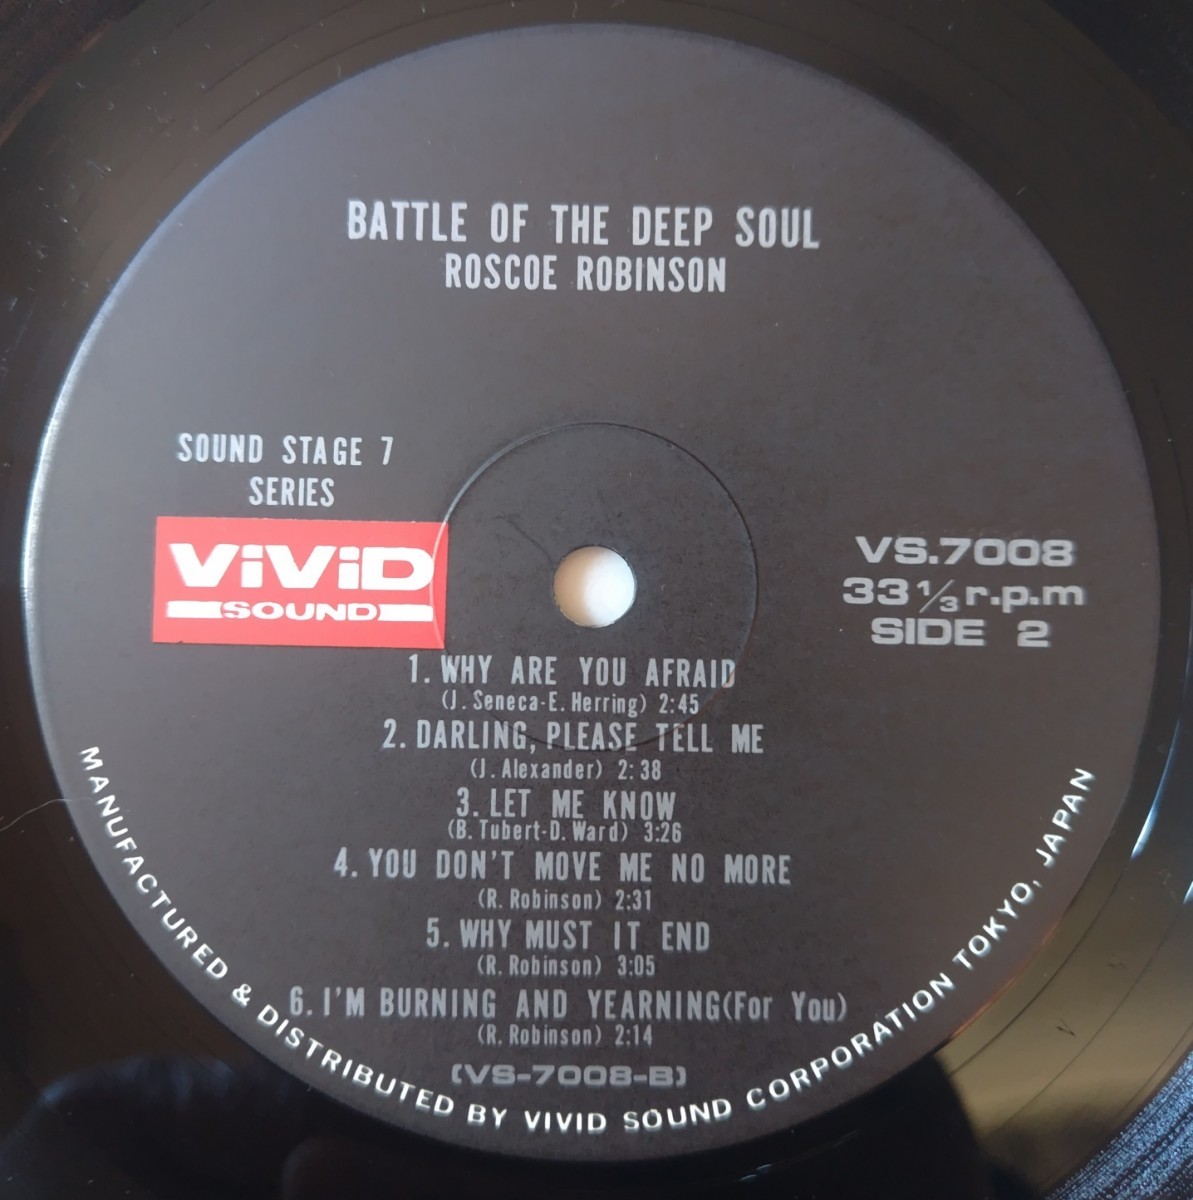 BATTLE OF THE DEEP SOUL
ROSCOE ROBINSON
SOUND STAGE 7
SERIES
ViViD
SOUND
VS.7008
33 1/3 r.p.m
SIDE 2
1. WHY ARE YOU AFRAID
(J. Seneca-E. Herring) 2:45
2. DARLING, PLEASE TELL ME
(J. Alexander) 2:38
3. LET ME KNOW
(B. Tubert-D. Ward) 3:26
4. YOU DON'T MOVE ME NO MORE
(R. Robinson) 2:31
5. WHY MUST IT END
(R. Robinson) 3:05
6. I'M BURNING AND YEARNING(For You)
(R. Robinson) 2:14
(VS-7008-B)
MANUFACTURED & DISTRIBUTED BY VIVID SOUND CORPORATION TOKYO, JAPAN